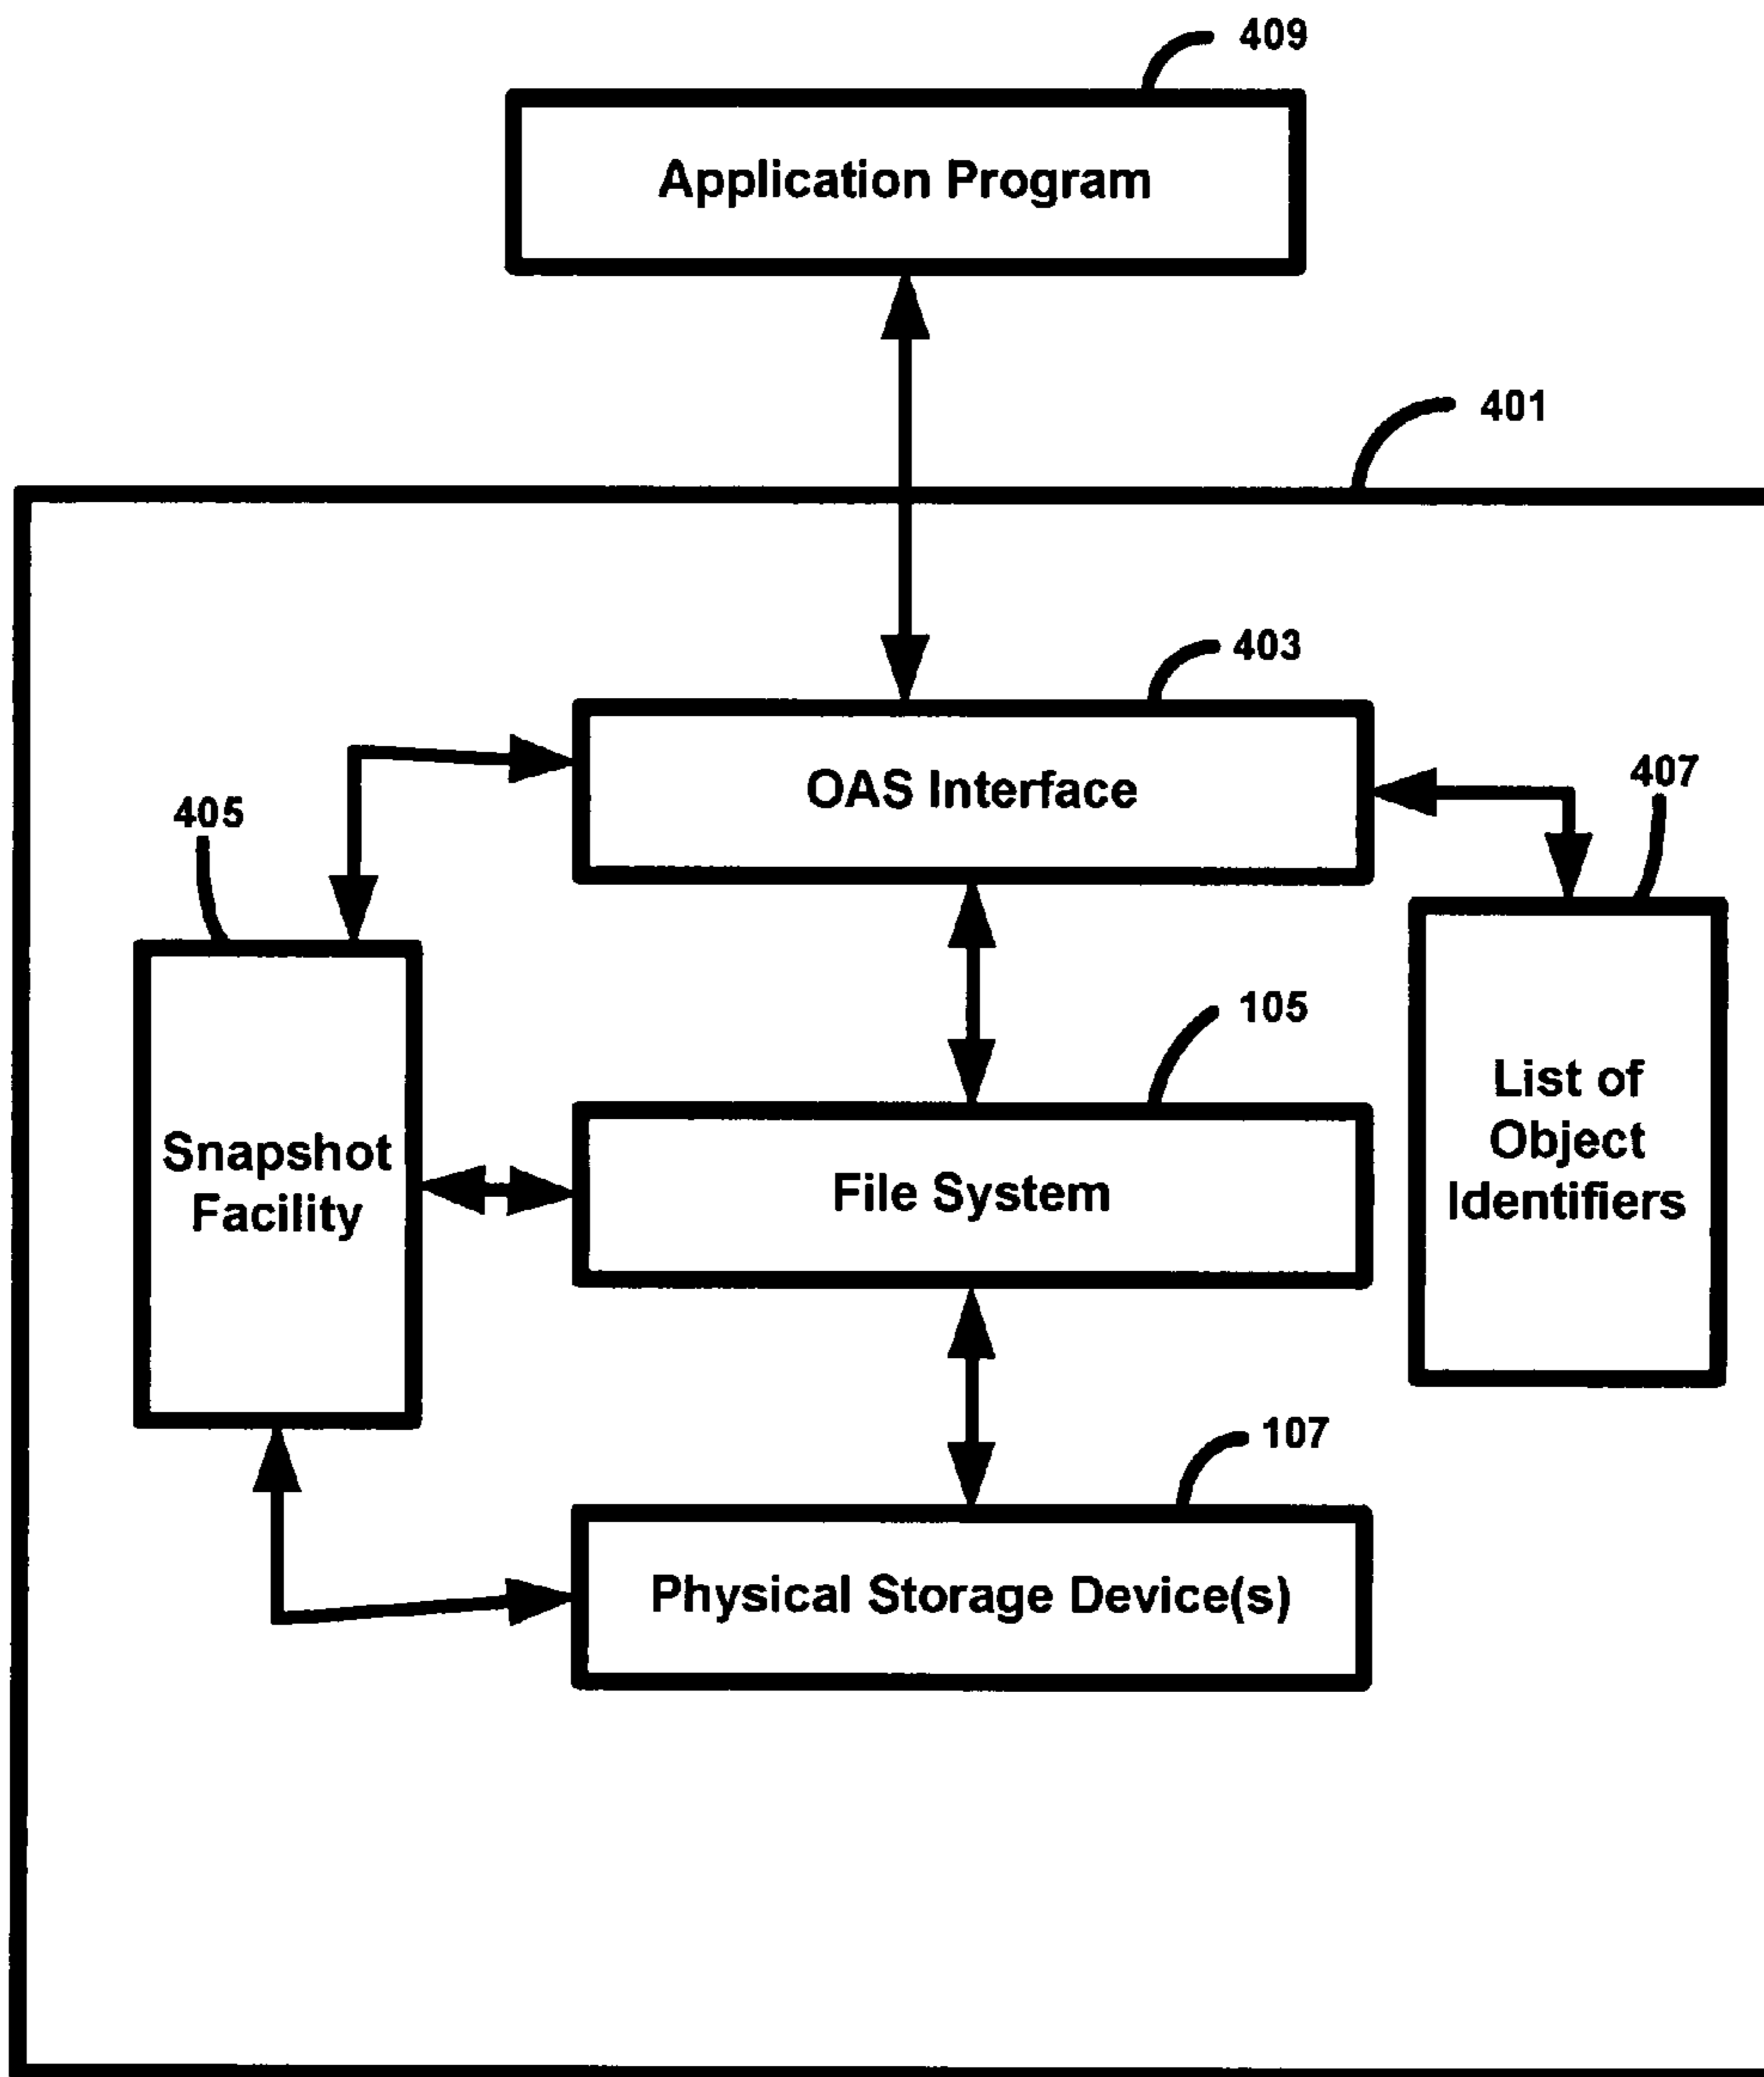 409
Application Program
401
403
OAS Interface
407
405
105
List of
Object
Identifiers
Snapshot
Facility
File System
107
Physical Storage Device(s)